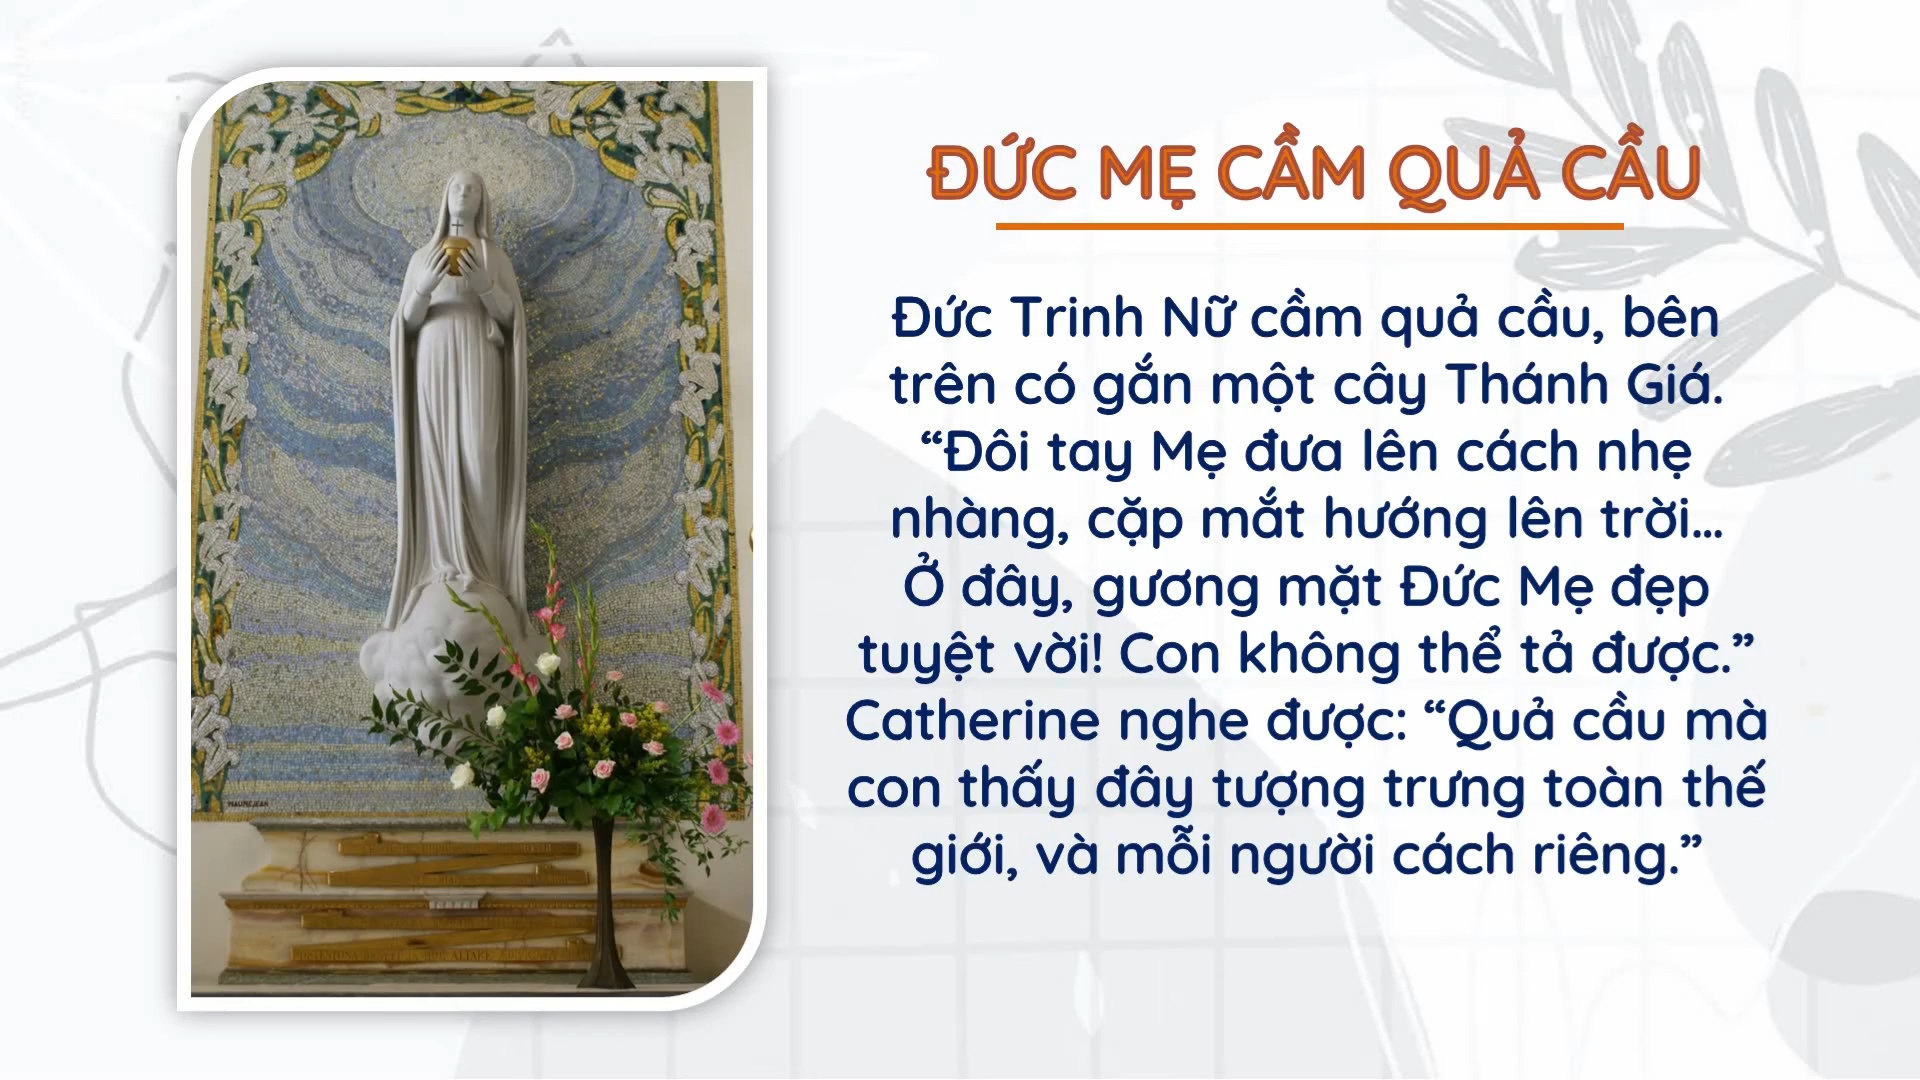 ĐỨC MẸ CẦM QUẢ CẦU
Đức Trinh Nữ cầm quả cầu, bên
trên có gắn một cây Thánh Giá.
“Đôi tay Mẹ đưa lên cách nhẹ
nhàng, cặp mắt hướng lên trời...
Ở đây, gương mặt Đức Mẹ đẹp
tuyệt vời! Con không thể tả được.”
Catherine nghe được: “Quả cầu mà
con thấy đây tượng trưng toàn thế
giới, và mỗi người cách riêng.”
MAUMEJEAN